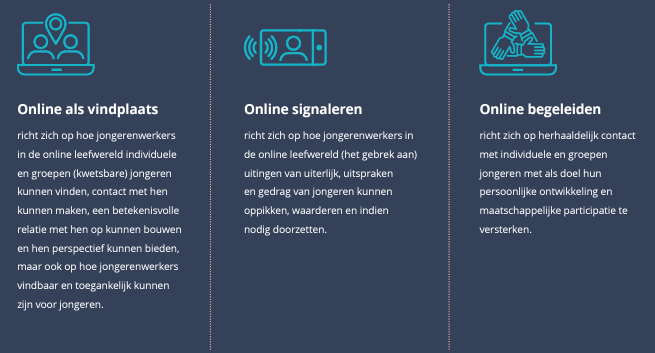 Online als vindplaats
richt zich op hoe jongerenwerkers
in de online leefwereld individuele
en groepen (kwetsbare) jongeren
kunnen vinden, contact met hen
kunnen maken, een betekenisvolle
relatie met hen op kunnen bouwen
en hen perspectief kunnen bieden,
maar ook op hoe jongerenwerkers
vindbaar en toegankelijk kunnen
zijn voor jongeren.
Online signaleren
richt zich op hoe jongerenwerkers in
de online leefwereld (het gebrek aan)
uitingen van uiterlijk, uitspraken
en gedrag van jongeren kunnen
oppikken, waarderen en indien
nodig doorzetten.
Online begeleiden
richt zich op herhaaldelijk contact
met individuele en groepen
jongeren met als doel hun
persoonlijke ontwikkeling en
maatschappelijke participatie te
versterken.